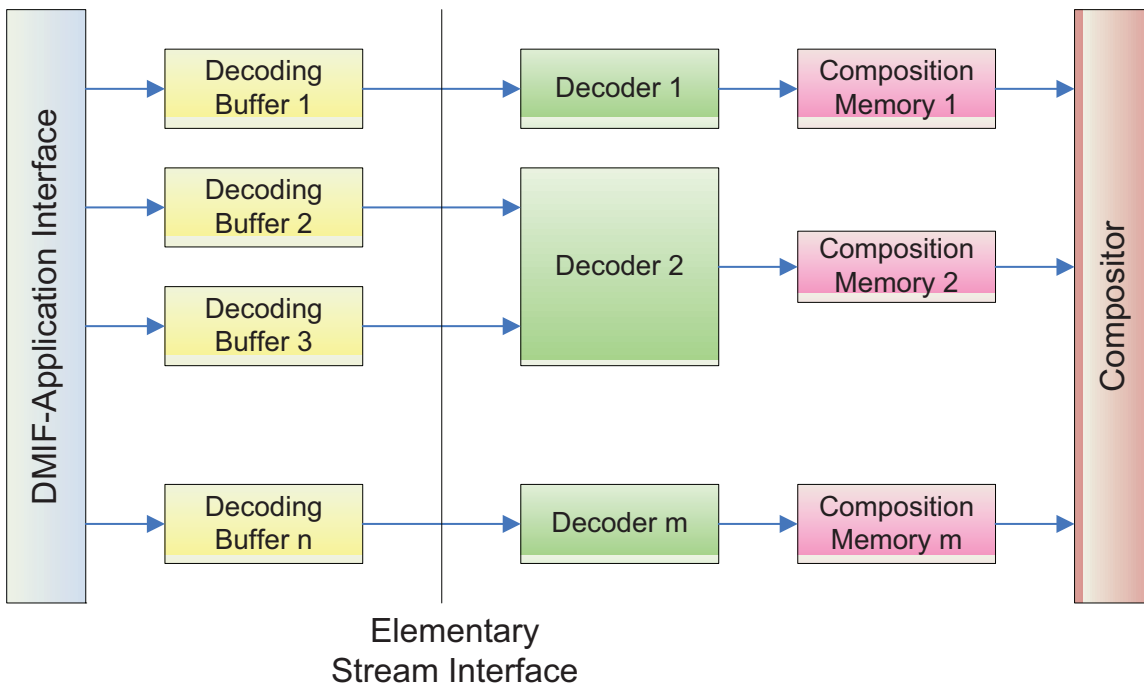 DMIF-Application Interface
Decoding
Buffer 1
Decoder 1
Composition
Memory 1
Decoding
Buffer 2
Decoding
Buffer 3
Decoder 2
Composition
Memory 2
Decoding
Buffer n
Decoder m
Composition
Memory m
Compositor
Elementary
Stream Interface